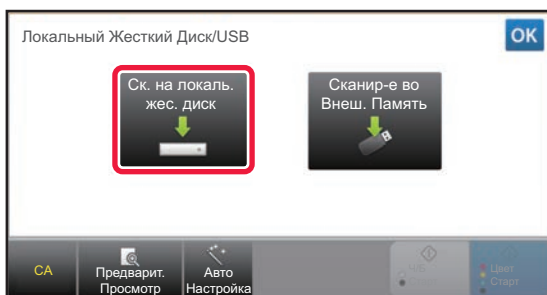 Локальный Жесткий Диск/USB
OK
Ск. на локаль.
жес. диск
Сканир-е во
Внеш. Память
CA
Предварит.
Просмотр
Авто
Настройка
Ч/Б
Старт
Цвет
Старт